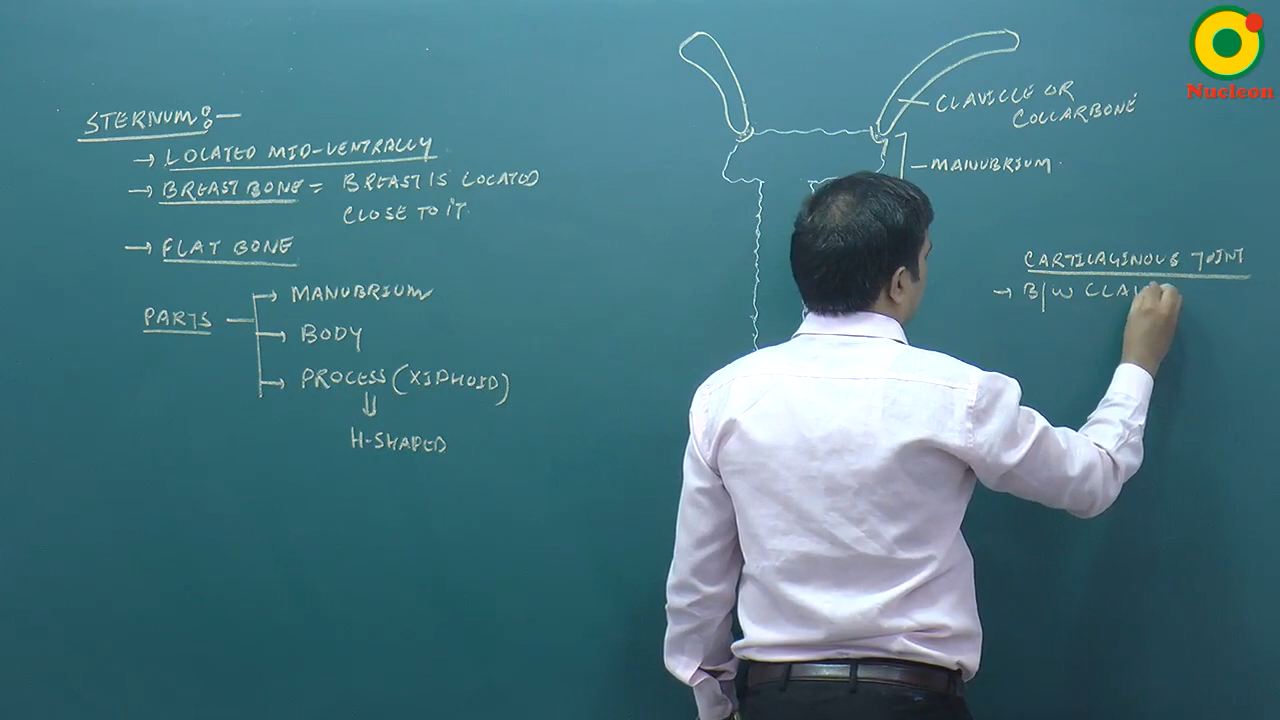 STERNUM:-
→ LOCATED MID-VENTRALLY
→ BREAST BONE = BREAST IS LOCATED
CLOSE TO IT.
→ FLAT BONE
PARTS
→ MANUBRIUM
→ BODY
→ PROCESS (XIPHOID)
⇓
H-SHAPED
CLAVICLE OR
COLLARBONE
MANUBRIUM
CARTILAGINOUS JOINT
→ B/W CLAV
Nucleon